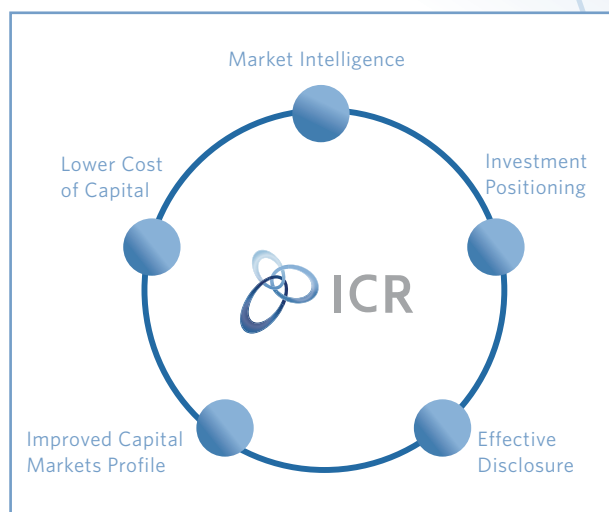 Market Intelligence
Lower Cost
of Capital
Investment
Positioning
ICR
Improved Capital
Markets Profile
Effective
Disclosure